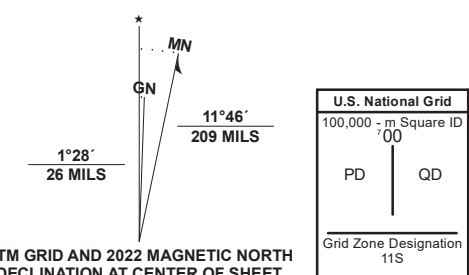 ★
MN
GN
11°46´
209 MILS
1°28´
26 MILS
TM GRID AND 2022 MAGNETIC NORTH
DECLINATION AT CENTER OF SHEET
U.S. National Grid
100,000 - m Square ID
⁷00
PD
QD
Grid Zone Designation
11S